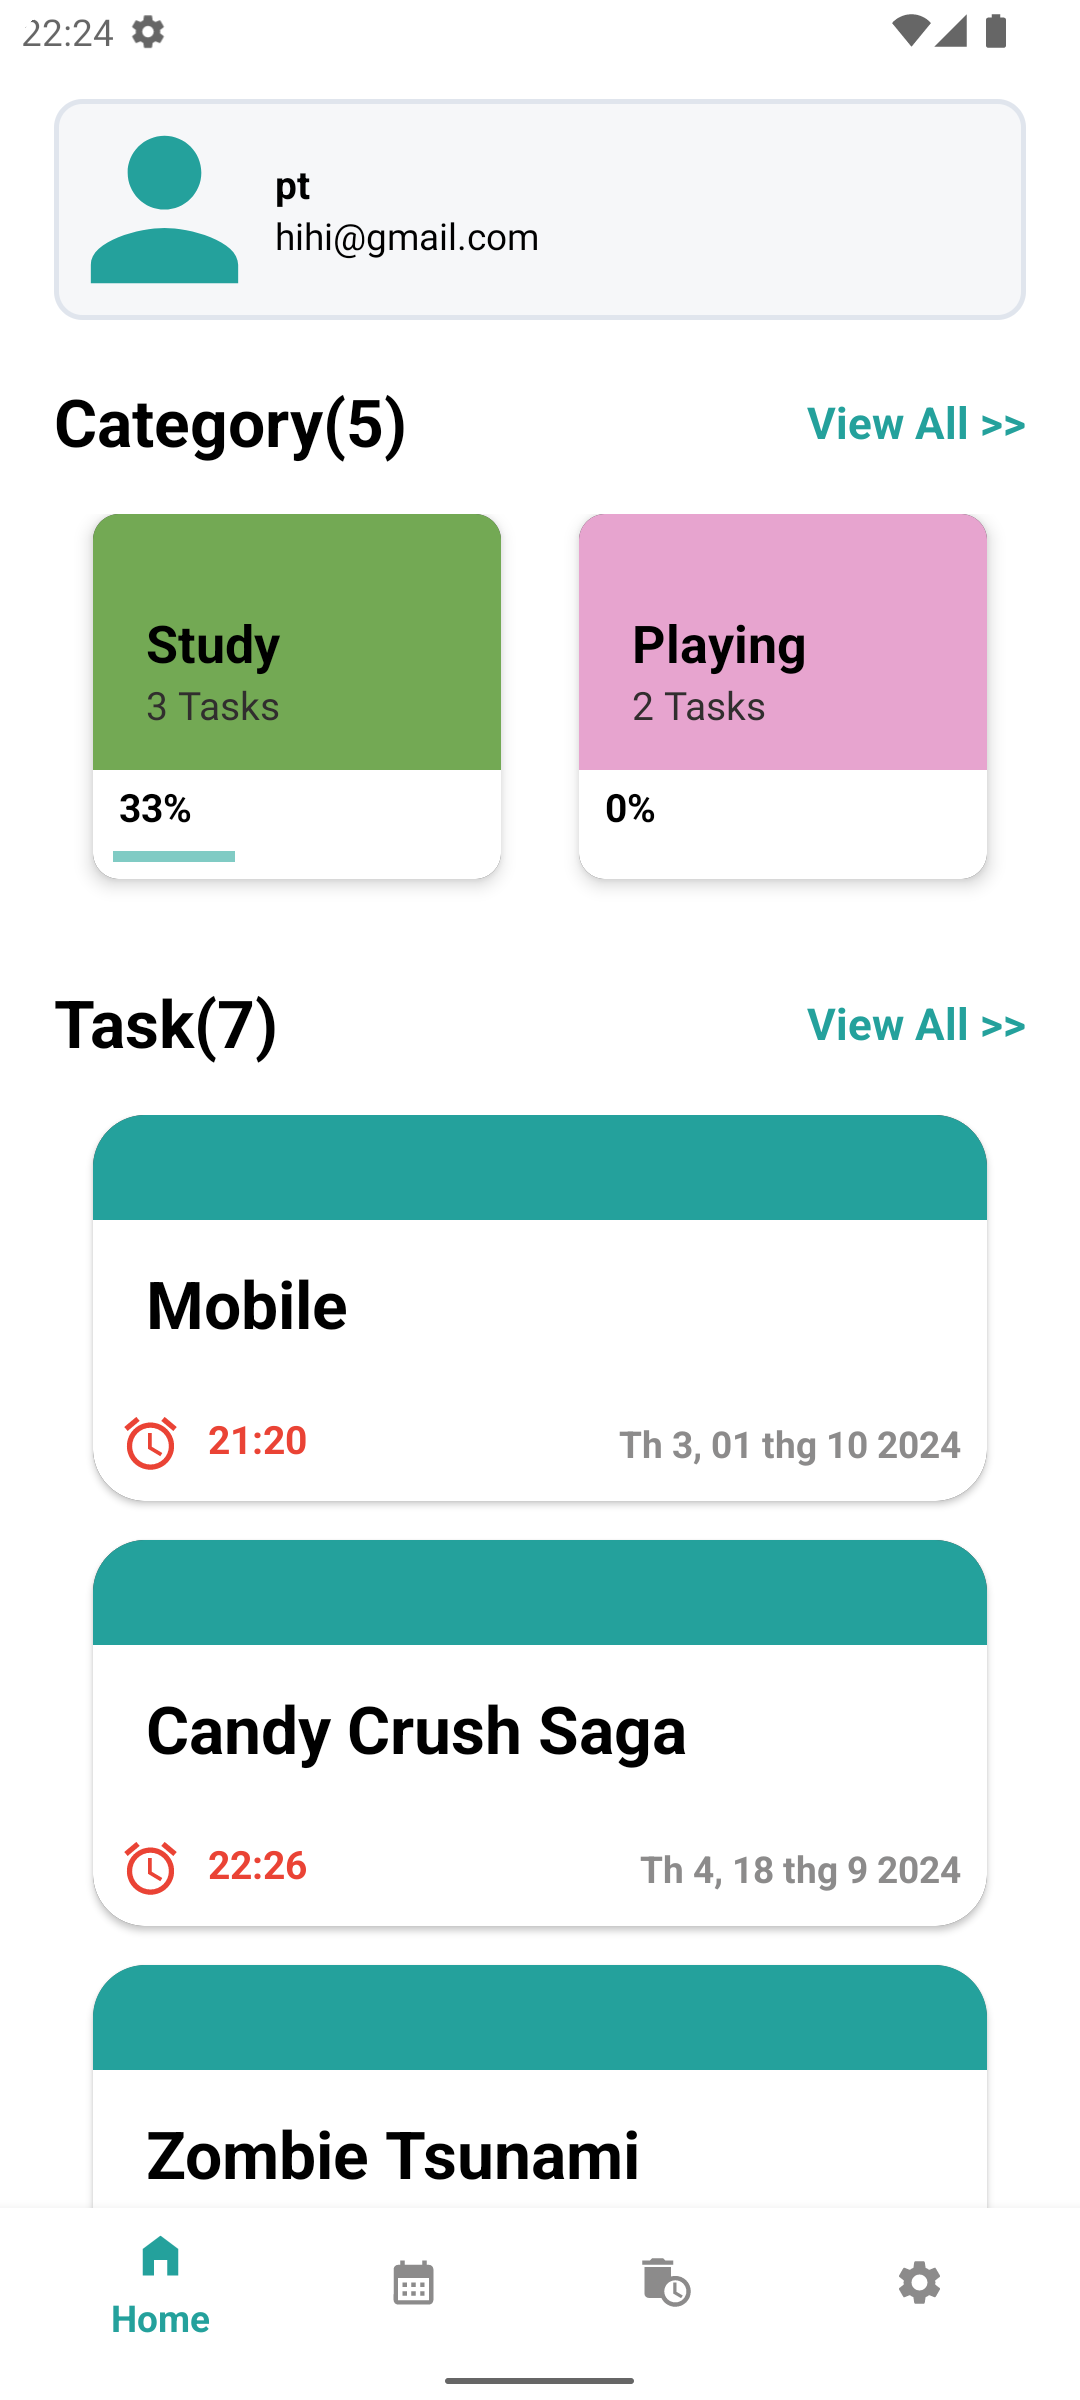 22:24
pt
hihi@gmail.com
Category(5)
View All >>
Study
3 Tasks
33%
Playing
2 Tasks
0%
Task(7)
View All >>
Mobile
21:20
Th 3, 01 thg 10 2024
Candy Crush Saga
22:26
Th 4, 18 thg 9 2024
Zombie Tsunami
Home